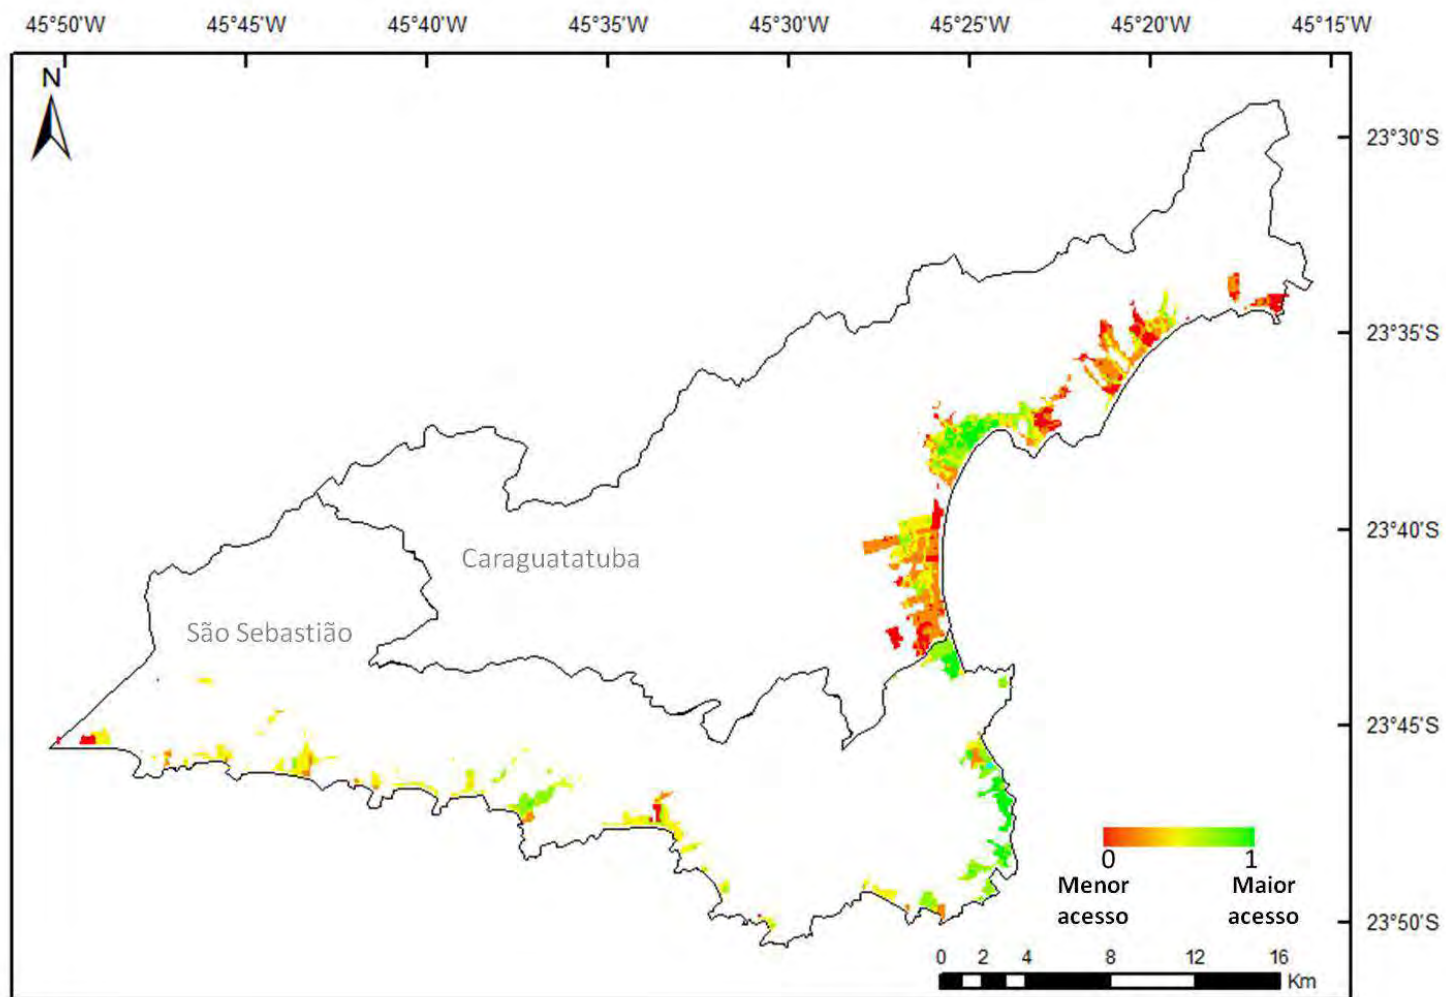 45°50'W 45°45'W 45°40'W 45°35'W 45°30'W 45°25'W 45°20'W 45°15'W
N
23°30'S
23°35'S
23°40'S
Caraguatatuba
São Sebastião
23°45'S
0 1
Menor Maior
acesso acesso
23°50'S
0 2 4 8 12 16
Km